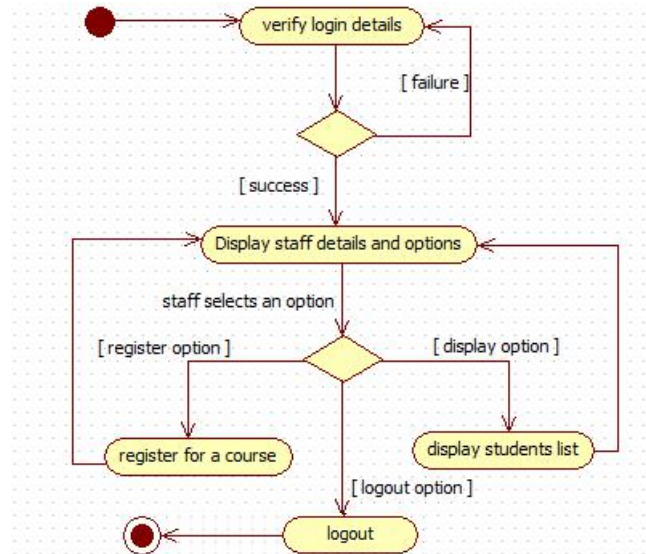 verify login details
[ failure ]
[ success ]
Display staff details and options
staff selects an option
[ register option ]
[ display option ]
register for a course
display students list
[ logout option ]
logout